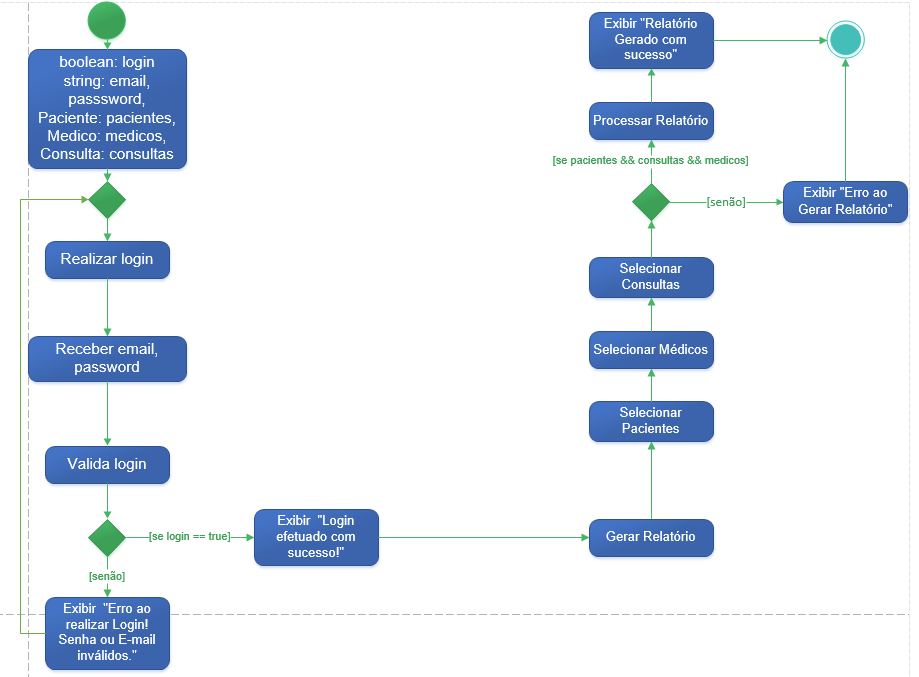 boolean: login
string: email,
passsword,
Paciente: pacientes,
Medico: medicos,
Consulta: consultas
Realizar login
Receber email,
password
Valida login
[se login == true]
[senão]
Exibir "Erro ao
realizar Login!
Senha ou E-mail
inválidos."
Exibir "Login
efetuado com
sucesso!"
Gerar Relatório
Selecionar
Pacientes
Selecionar Médicos
Selecionar
Consultas
[se pacientes && consultas && medicos]
[senão]
Exibir "Erro ao
Gerar Relatório"
Processar Relatório
Exibir "Relatório
Gerado com
sucesso"